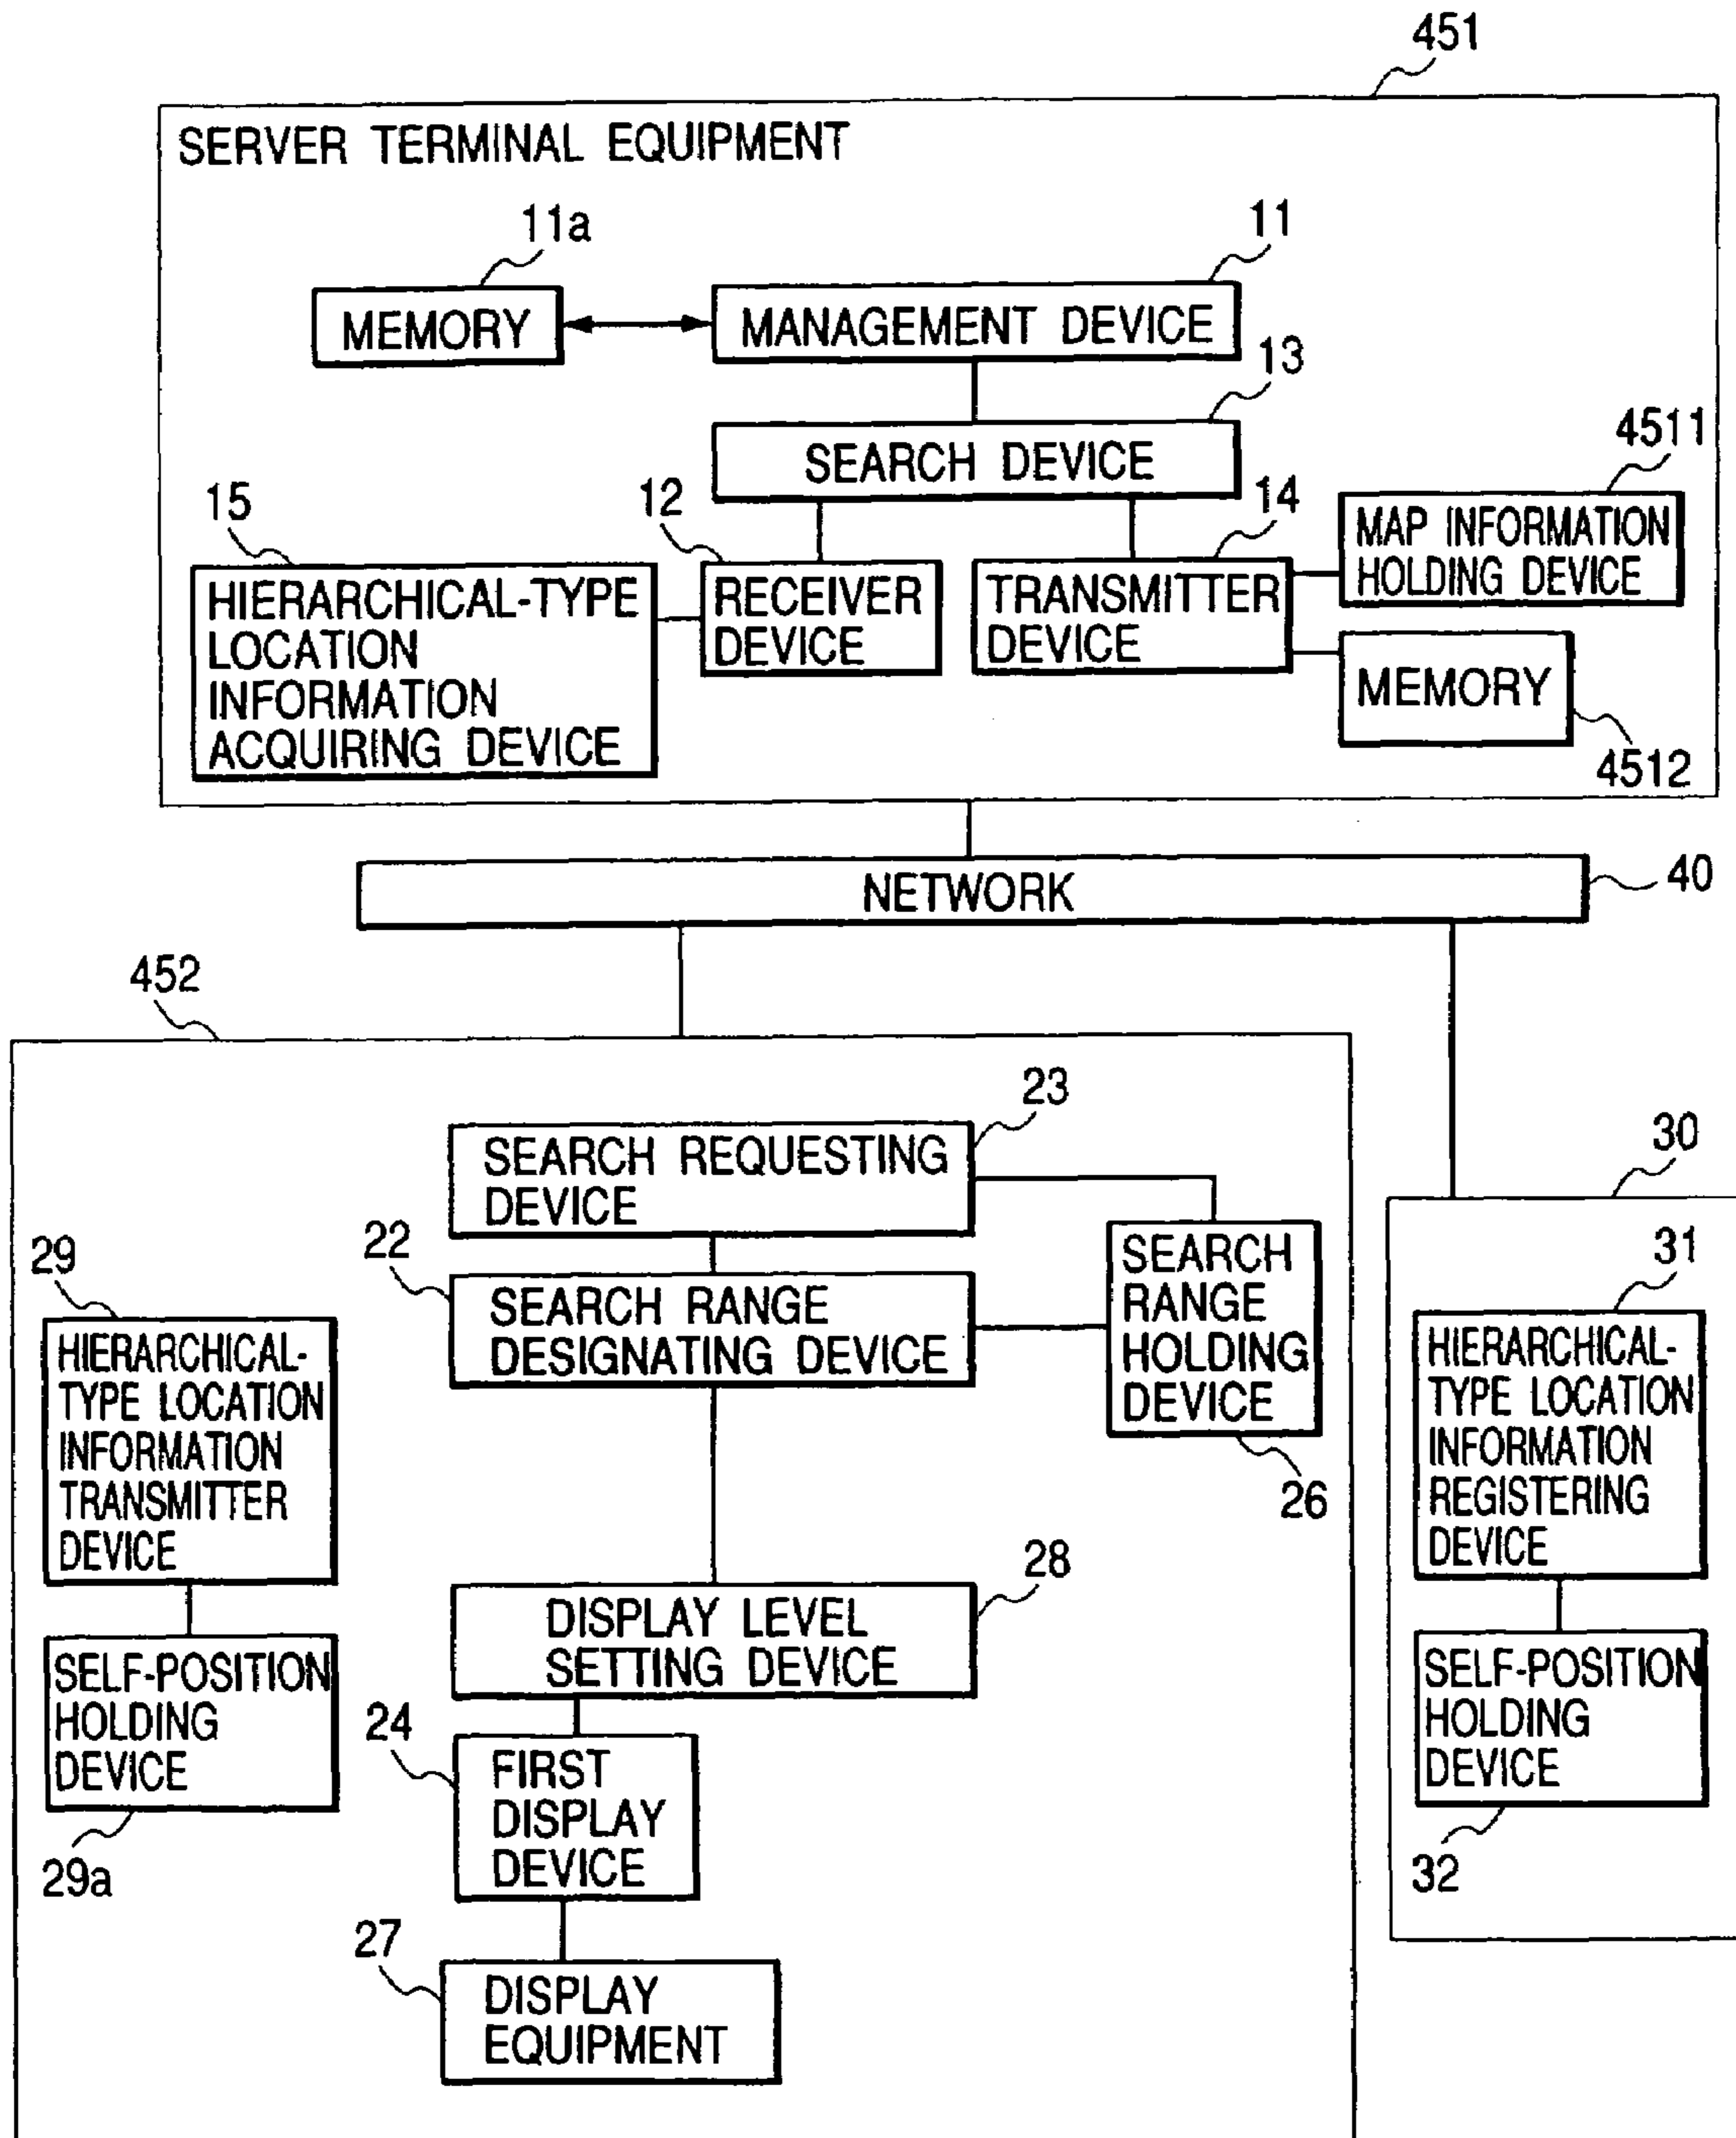 451
SERVER TERMINAL EQUIPMENT
11a
11
MEMORY
MANAGEMENT DEVICE
13
SEARCH DEVICE
4511
15
12
14
MAP INFORMATION
HOLDING DEVICE
HIERARCHICAL-TYPE
LOCATION
INFORMATION
ACQUIRING DEVICE
RECEIVER
DEVICE
TRANSMITTER
DEVICE
MEMORY
4512
NETWORK
40
452
23
SEARCH REQUESTING
DEVICE
30
22
SEARCH RANGE
DESIGNATING DEVICE
SEARCH
RANGE
HOLDING
DEVICE
26
29
HIERARCHICAL-
TYPE LOCATION
INFORMATION
TRANSMITTER
DEVICE
31
HIERARCHICAL-
TYPE LOCATION
INFORMATION
REGISTERING
DEVICE
28
DISPLAY LEVEL
SETTING DEVICE
SELF-POSITION
HOLDING
DEVICE
29a
24
FIRST
DISPLAY
DEVICE
SELF-POSITION
HOLDING
DEVICE
32
27
DISPLAY
EQUIPMENT